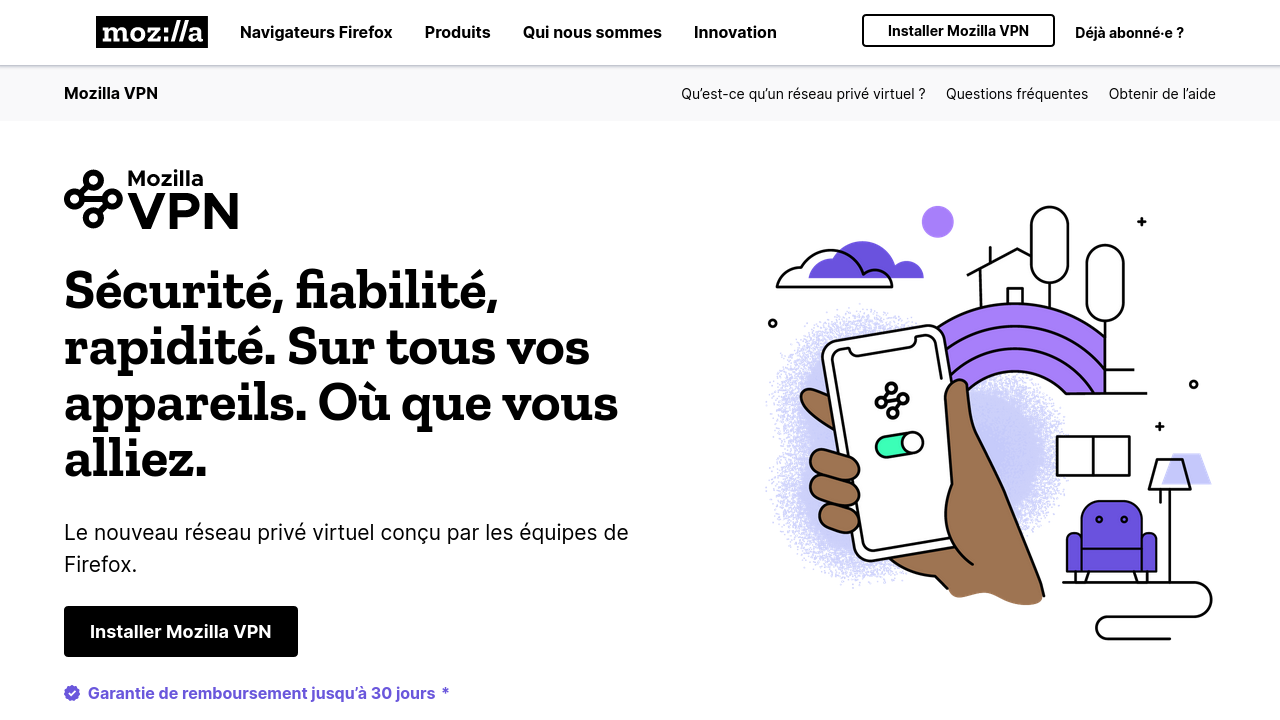 moz://a
Navigateurs Firefox
Produits
Qui nous sommes
Innovation
Installer Mozilla VPN
Déjà abonné·e ?
Mozilla VPN
Qu’est-ce qu’un réseau privé virtuel ?
Questions fréquentes
Obtenir de l’aide
Mozilla
VPN
Sécurité, fiabilité,
rapidité. Sur tous vos
appareils. Où que vous
alliez.
Le nouveau réseau privé virtuel conçu par les équipes de
Firefox.
Installer Mozilla VPN
Garantie de remboursement jusqu’à 30 jours *